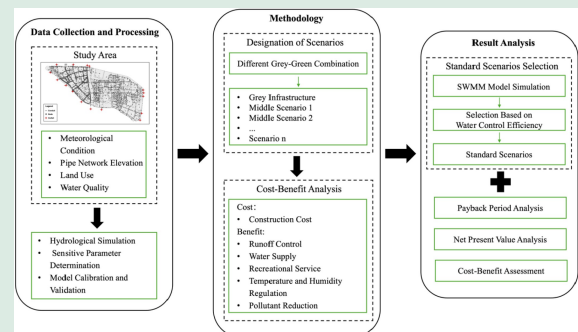 Data Collection and Processing
Study Area
• Meteorological
Condition
• Pipe Network Elevation
• Land Use
• Water Quality
• Hydrological Simulation
• Sensitive Parameter
Determination
• Model Calibration and
Validation
Methodology
Designation of Scenarios
Different Grey-Green Combination
• Grey Infrastructure
• Middle Scenario 1
• Middle Scenario 2
• ...
• Scenario n
Cost-Benefit Analysis
Cost:
• Construction Cost
Benefit:
• Runoff Control
• Water Supply
• Recreational Service
• Temperature and Humidity
Regulation
• Pollutant Reduction
Result Analysis
Standard Scenarios Selection
SWMM Model Simulation
Selection Based on
Water Control Efficiency
Standard Scenarios
Payback Period Analysis
Net Present Value Analysis
Cost-Benefit Assessment